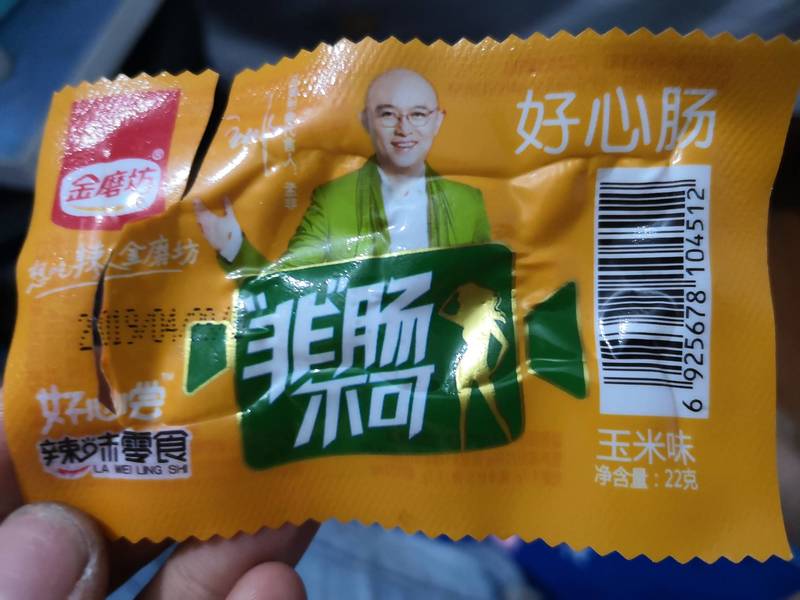 金磨坊
®
想吃辣 金磨坊
好心肠
"非"肠
不可
好心尝
辣味零食
LA WEI LING SHI
6 925678 104512
玉米味
净含量：22克